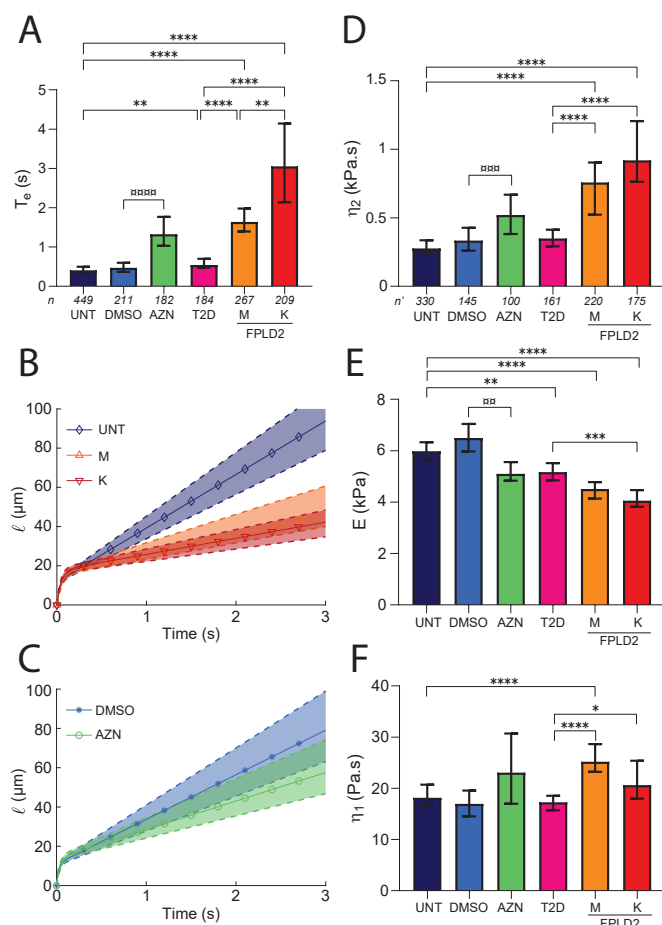 A
****
****
****
**
****
**
¤¤¤¤
T_e (s)
5
4
3
2
1
0
n
449
211
182
184
267
209
UNT
DMSO
AZN
T2D
M
K
FPLD2
B
100
80
60
40
20
0
ℓ (µm)
UNT
M
K
0
1
2
3
Time (s)
C
100
80
60
40
20
0
ℓ (µm)
DMSO
AZN
0
1
2
3
Time (s)
D
****
****
****
****
¤¤¤
η₂ (kPa.s)
1.5
1
0.5
0
n'
330
145
100
161
220
175
UNT
DMSO
AZN
T2D
M
K
FPLD2
E
****
****
**
¤¤
***
E (kPa)
8
6
4
2
0
UNT
DMSO
AZN
T2D
M
K
FPLD2
F
****
*
****
η₁ (Pa.s)
40
30
20
10
0
UNT
DMSO
AZN
T2D
M
K
FPLD2